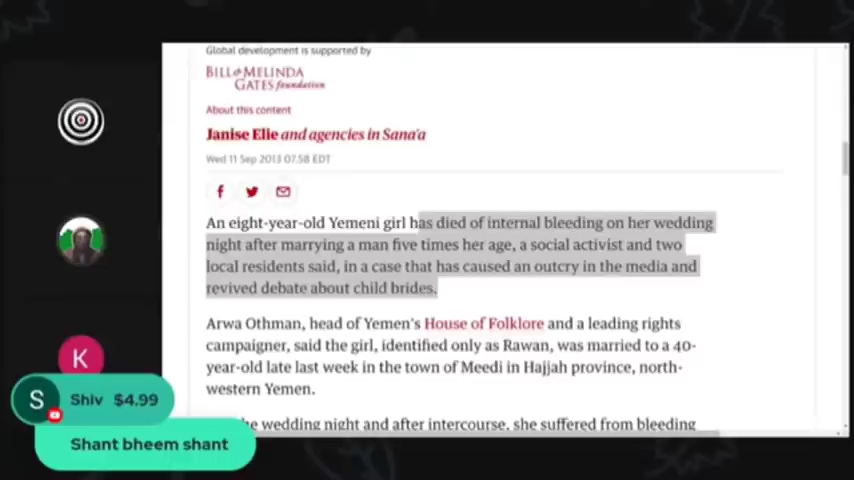 Global development is supported by
BILL & MELINDA
GATES foundation
About this content
Janise Elie and agencies in Sana'a
Wed 11 Sep 2013 07.58 EDT
An eight-year-old Yemeni girl has died of internal bleeding on her wedding
night after marrying a man five times her age, a social activist and two
local residents said, in a case that has caused an outcry in the media and
revived debate about child brides.
Arwa Othman, head of Yemen's House of Folklore and a leading rights
campaigner, said the girl, identified only as Rawan, was married to a 40-
year-old late last week in the town of Meedi in Hajjah province, north-
western Yemen.
he wedding night and after intercourse, she suffered from bleeding
K
S
Shiv $4.99
Shant bheem shant